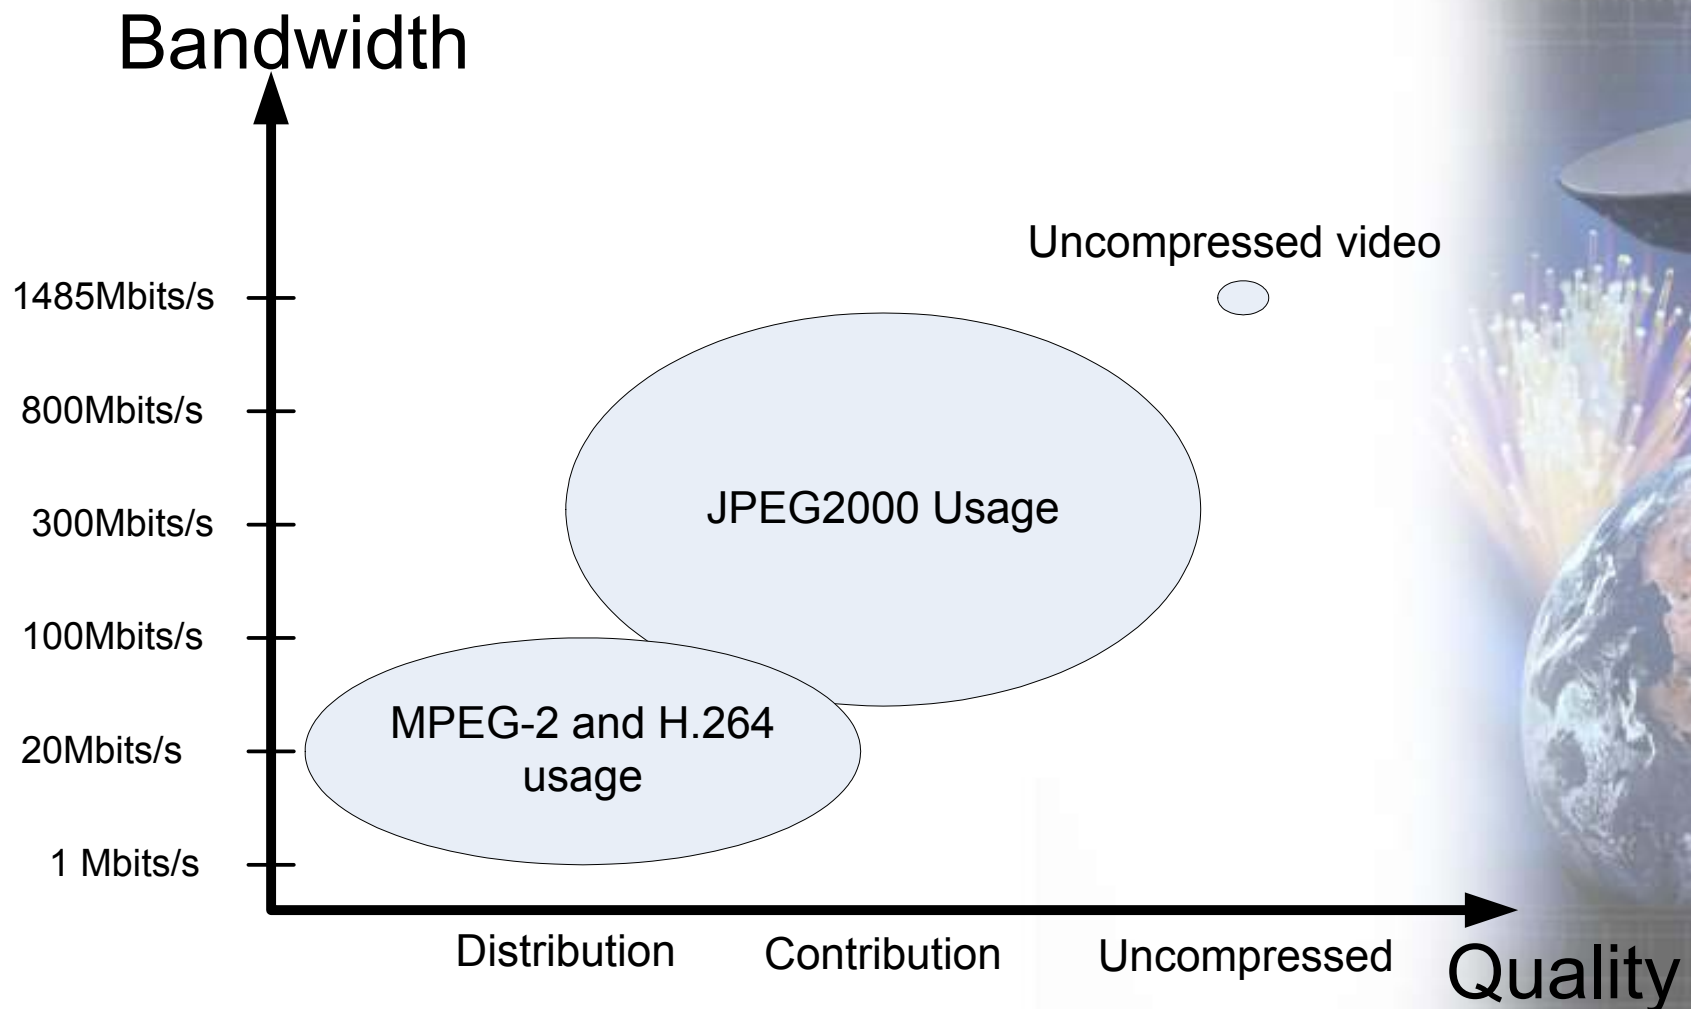 Bandwidth
Uncompressed video
1485Mbits/s
800Mbits/s
JPEG2000 Usage
300Mbits/s
100Mbits/s
MPEG-2 and H.264
usage
20Mbits/s
1 Mbits/s
Distribution
Contribution
Uncompressed
Quality